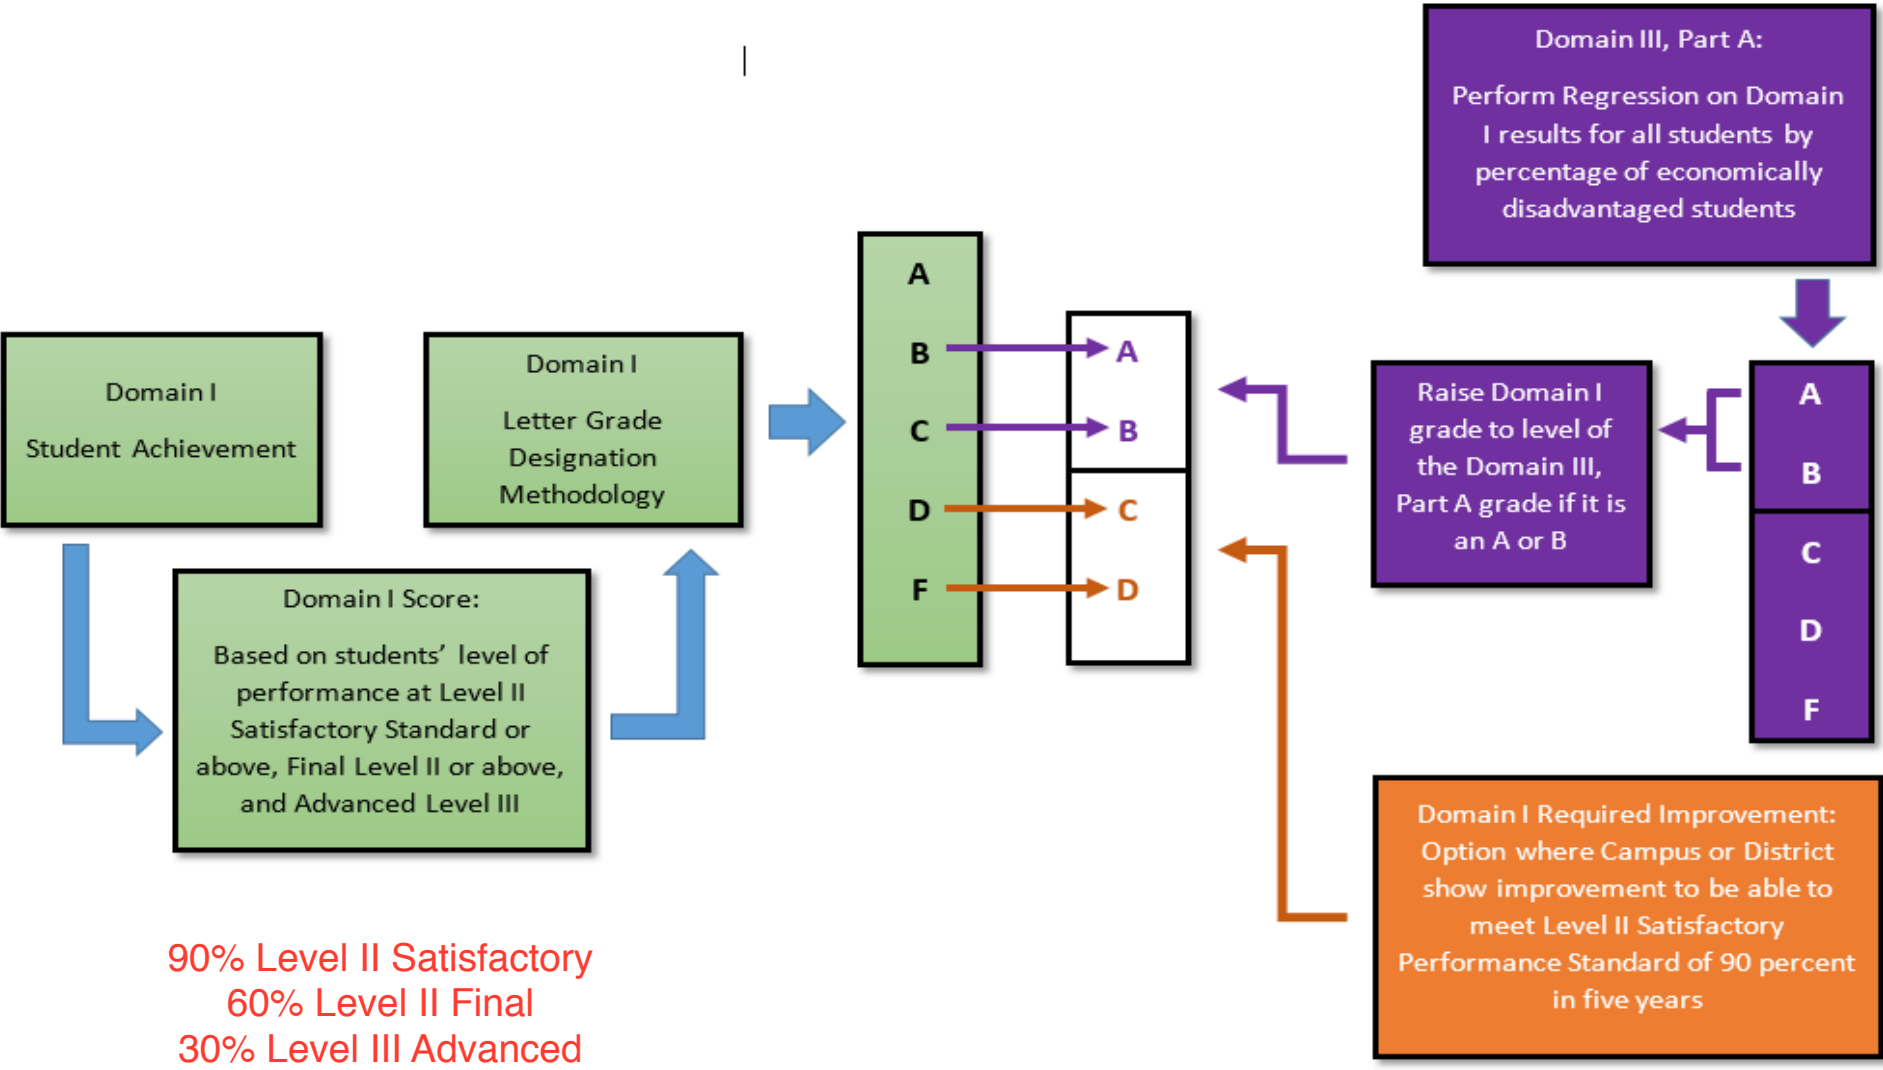 Domain I
Student Achievement
Domain I Score:
Based on students' level of
performance at Level II
Satisfactory Standard or
above, Final Level II or above,
and Advanced Level III
Domain I
Letter Grade
Designation
Methodology
A
B
C
D
F
A
B
C
D
Domain III, Part A:
Perform Regression on Domain
I results for all students by
percentage of economically
disadvantaged students
A
B
C
D
F
Raise Domain I
grade to level of
the Domain III,
Part A grade if it is
an A or B
Domain I Required Improvement:
Option where Campus or District
show improvement to be able to
meet Level II Satisfactory
Performance Standard of 90 percent
in five years
90% Level II Satisfactory
60% Level II Final
30% Level III Advanced